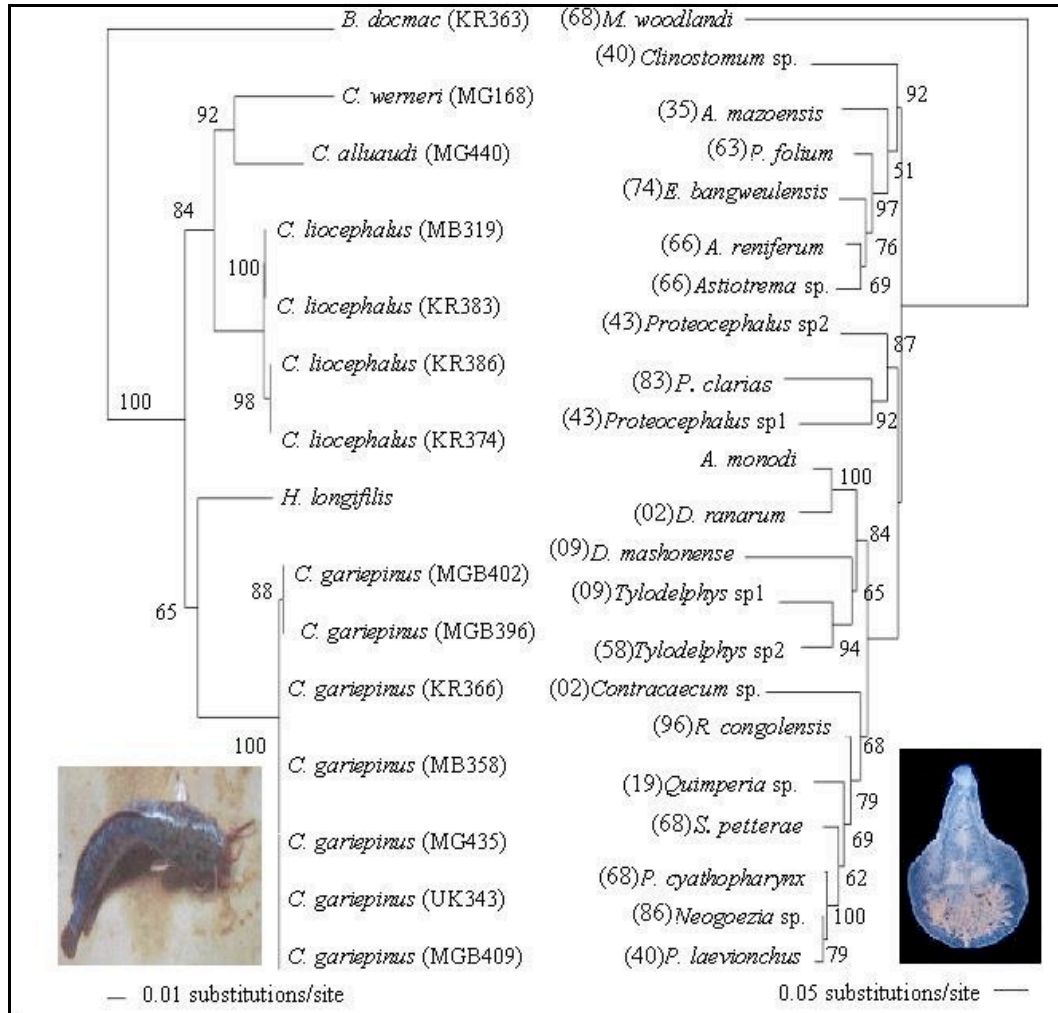 B. docmac (KR363)
C. werneri (MG168)
92
C. alluaudi (MG440)
84
C. liocephalus (MB319)
100
C. liocephalus (KR383)
C. liocephalus (KR386)
100
98
C. liocephalus (KR374)
H. longifilis
C. gariepinus (MGB402)
88
65
C. gariepinus (MGB396)
C. gariepinus (KR366)
100
C. gariepinus (MB358)
C. gariepinus (MG435)
C. gariepinus (UK343)
C. gariepinus (MGB409)
0.01 substitutions/site
(68)M. woodlandi
(40)Clinostomum sp.
92
(35)A. mazoensis
(63)P. folium
51
(74)E. bangweulensis
97
(66)A. reniferum
76
(66)Astiotrema sp.
69
(43)Proteocephalus sp2
87
(83)P. clarias
(43)Proteocephalus sp1
92
A. monodi
100
(02)D. ranarum
84
(09)D. mashonense
(09)Tylodelphys sp1
65
(58)Tylodelphys sp2
94
(02)Contracaecum sp.
(96)R. congolensis
68
(19)Quimperia sp.
79
(68)S. petterae
69
(68)P. cyathopharynx
62
(86)Neogoezia sp.
100
(40)P. laevionchus
79
0.05 substitutions/site